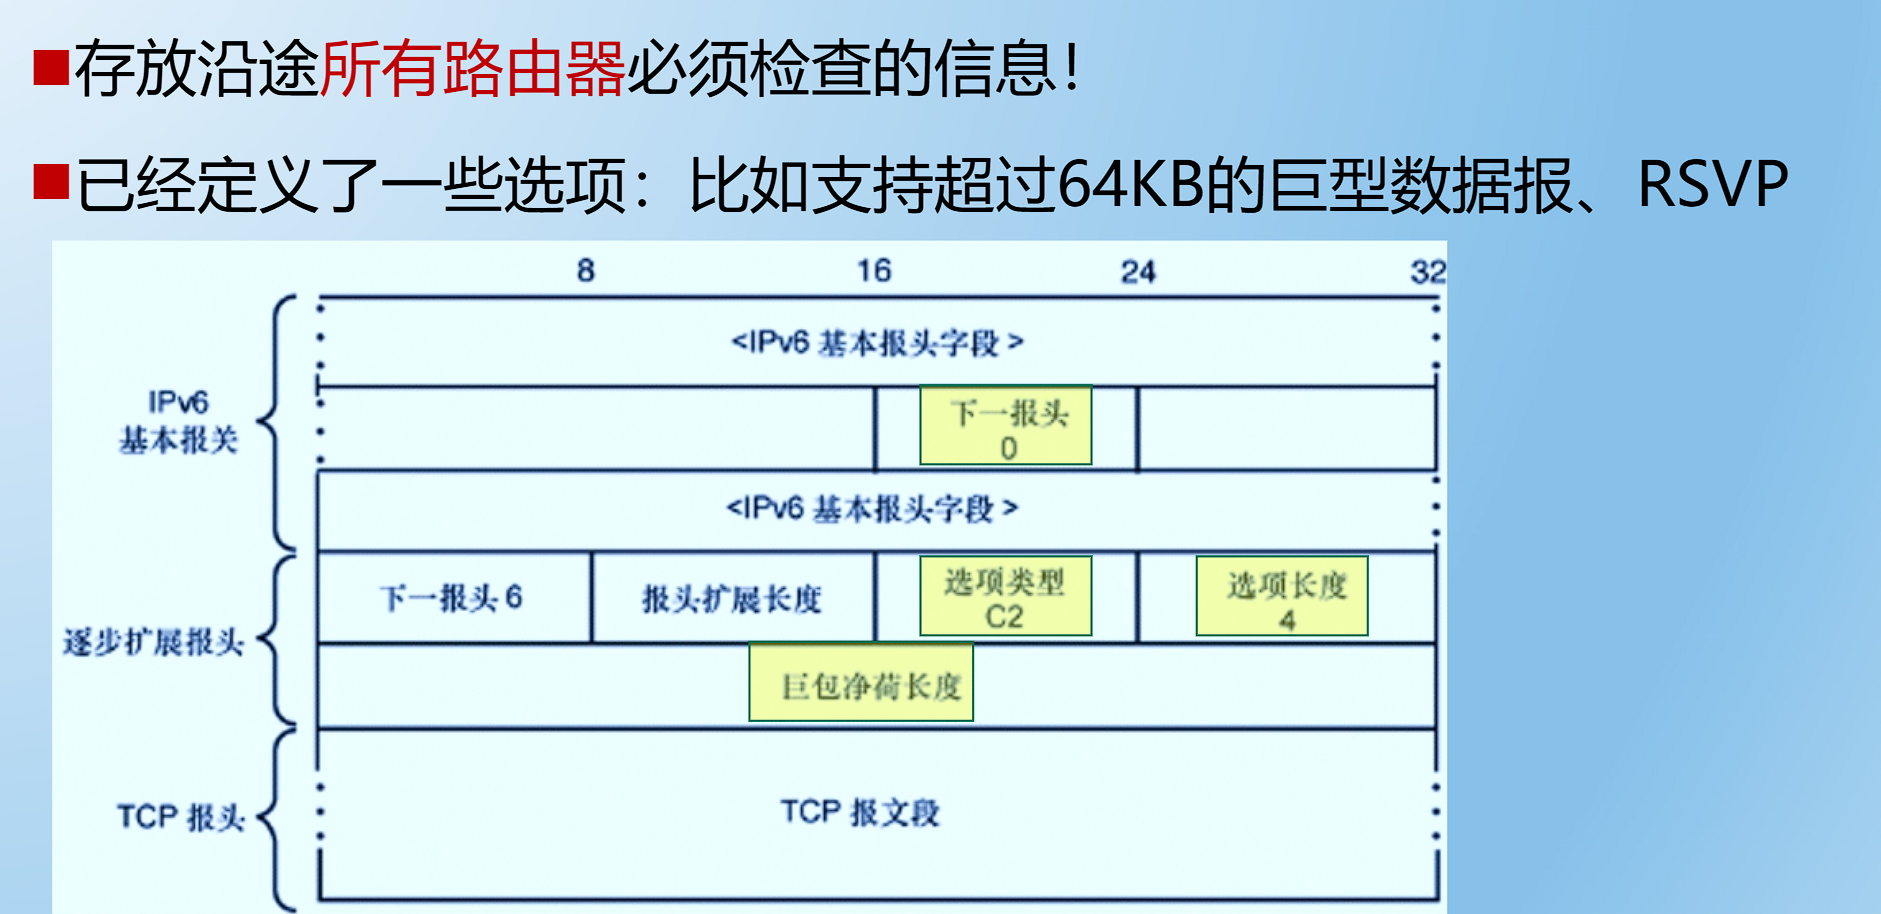 存放沿途所有路由器必须检查的信息！
已经定义了一些选项：比如支持超过64KB的巨型数据报、RSVP
8 16 24 32
<IPv6 基本报头字段 >
IPv6
基本报关
下一报头
0
<IPv6 基本报头字段 >
逐步扩展报头
下一报头 6
报头扩展长度
选项类型
C2
选项长度
4
巨包净荷长度
TCP 报头
TCP 报文段